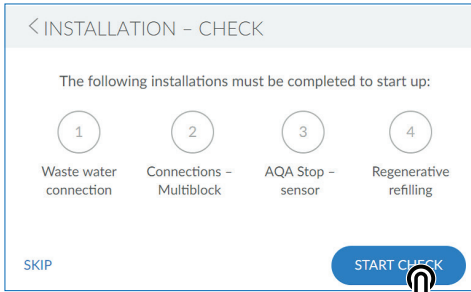 < INSTALLATION – CHECK
The following installations must be completed to start up:
1
2
3
4
Waste water
connection
Connections –
Multiblock
AQA Stop –
sensor
Regenerative
refilling
SKIP
START CHECK